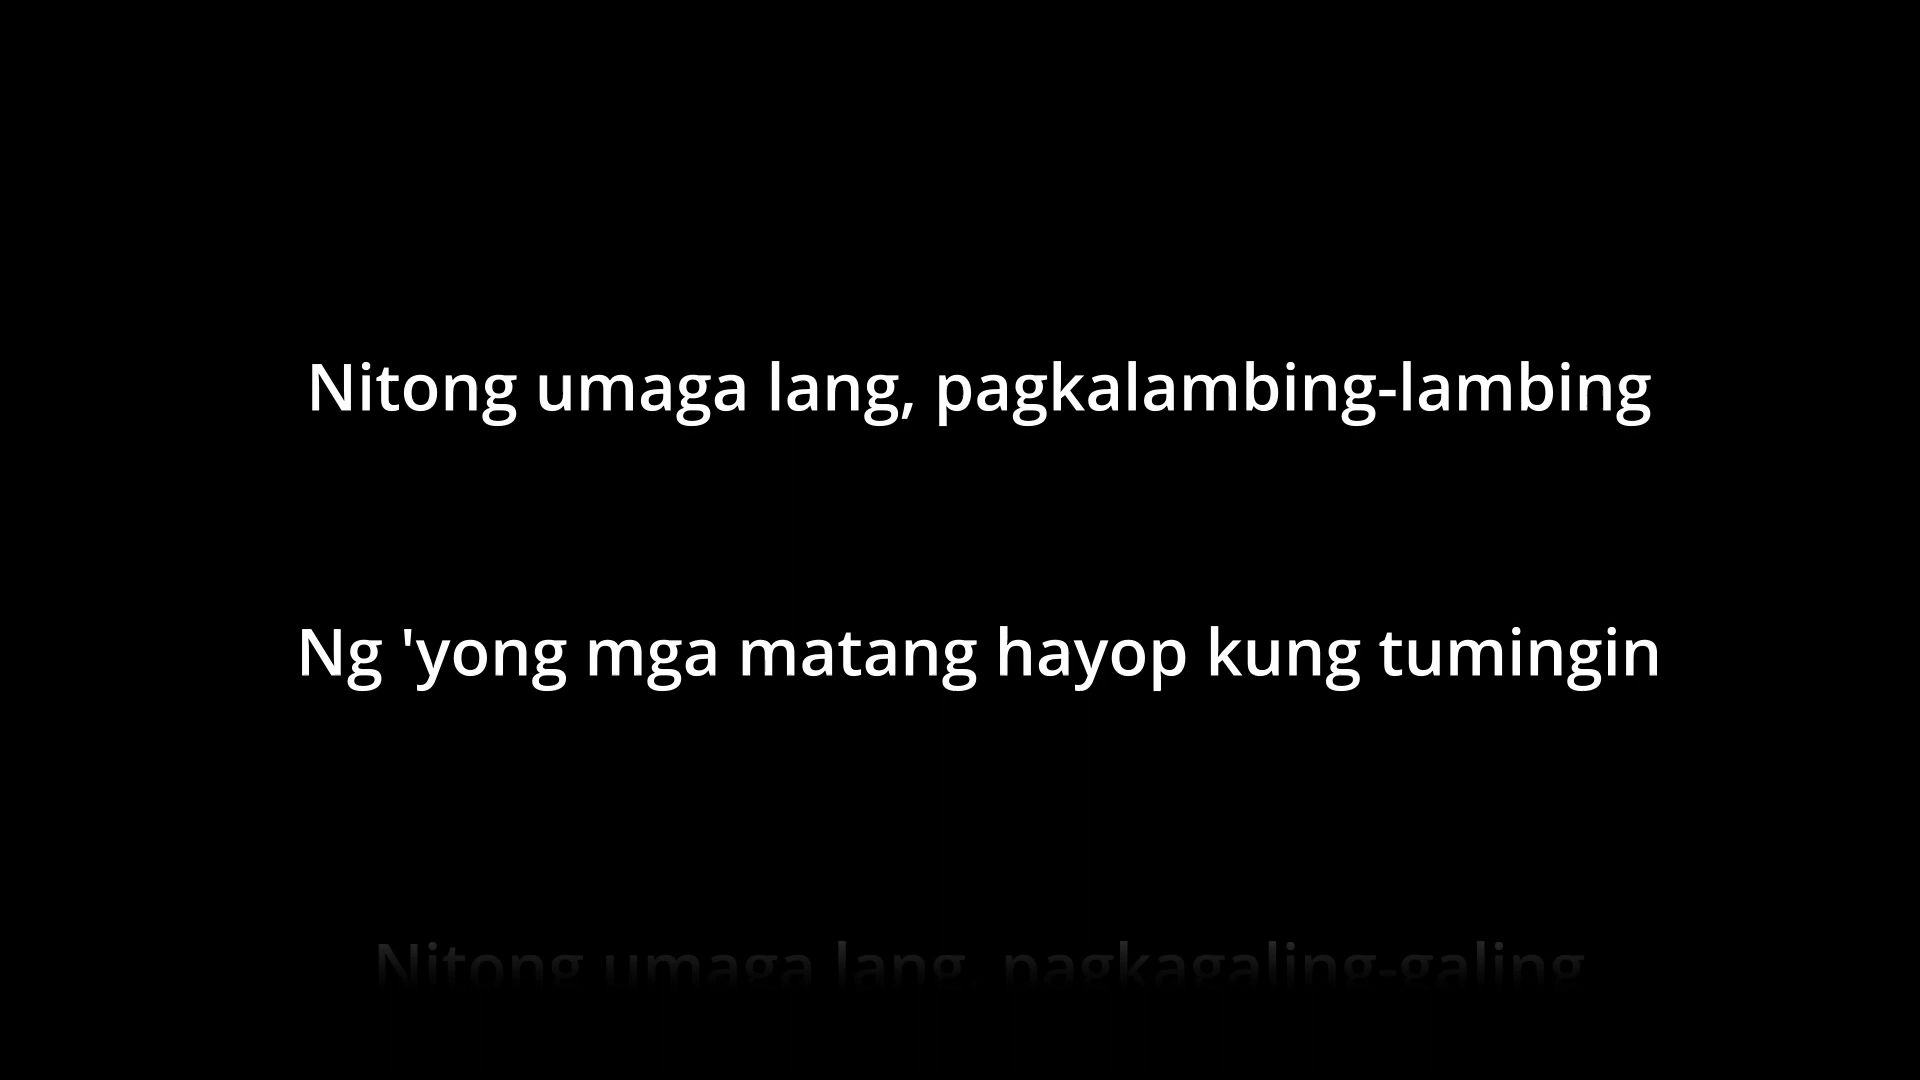 Nitong umaga lang, pagkalambing-lambing
Ng 'yong mga matang hayop kung tumingin
Nitong umaga lang, pagkagaling-galing